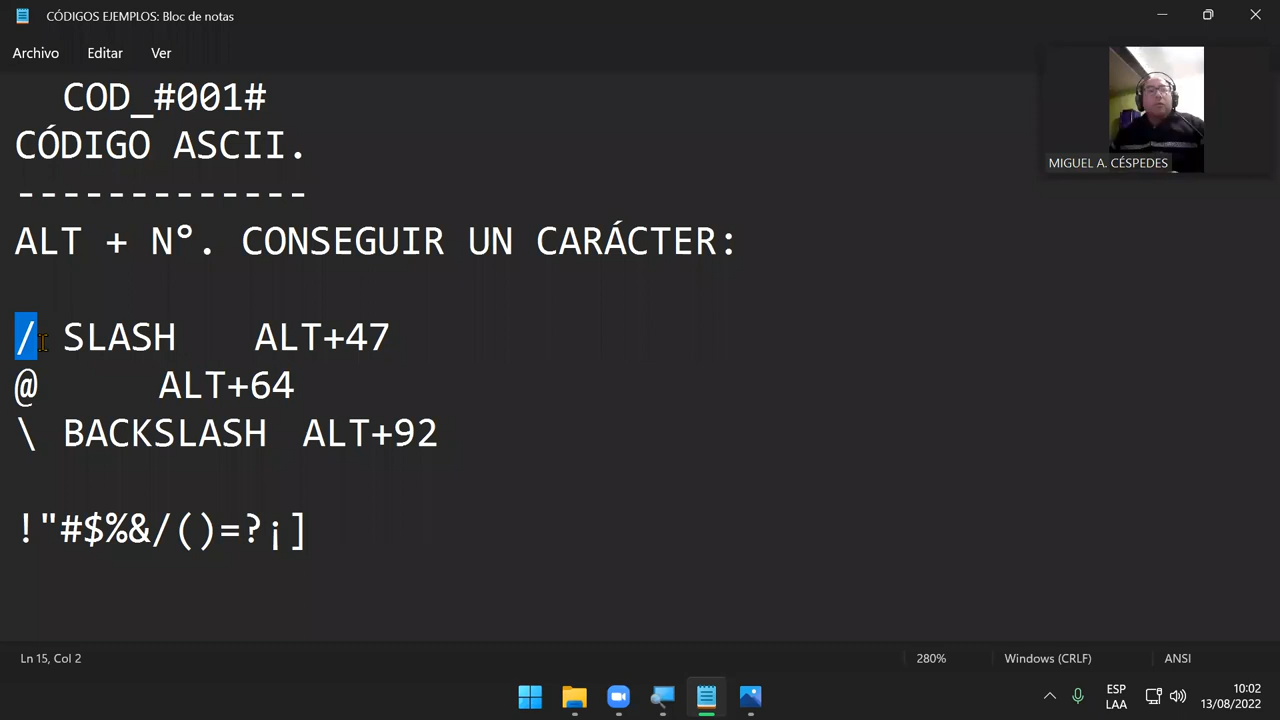 CÓDIGOS EJEMPLOS: Bloc de notas
Archivo Editar Ver
COD_#001#
CÓDIGO ASCII.
-------------
ALT + N°. CONSEGUIR UN CARÁCTER:
/ SLASH ALT+47
@ ALT+64
\ BACKSLASH ALT+92
!"#$%&/()=?¡]
MIGUEL A. CÉSPEDES
Ln 15, Col 2 280% Windows (CRLF) ANSI
ESP
LAA
10:02
13/08/2022